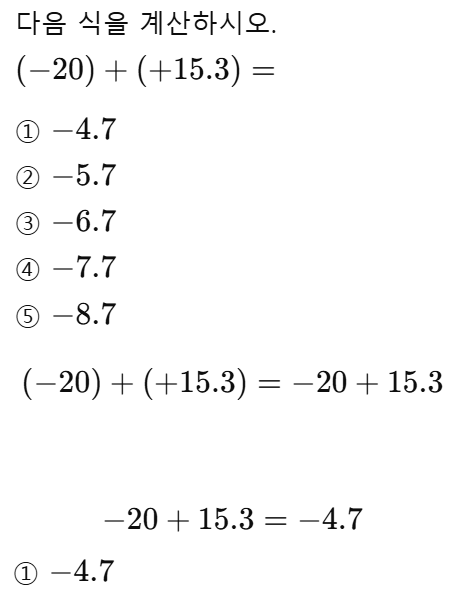 다음 식을 계산하시오.
(−20) + (+15.3) =
① −4.7
② −5.7
③ −6.7
④ −7.7
⑤ −8.7
(−20) + (+15.3) = −20 + 15.3
−20 + 15.3 = −4.7
① −4.7